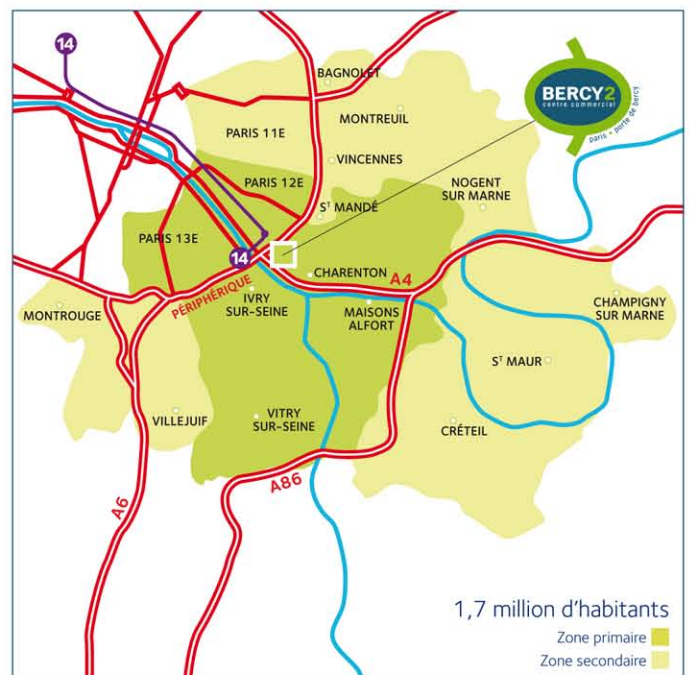 14
BAGNOLET
BERCY2
centre commercial
paris • porte de bercy
MONTREUIL
PARIS 11E
VINCENNES
PARIS 12E
NOGENT
SUR MARNE
Sᵀ MANDÉ
PARIS 13E
14
CHARENTON
A4
PÉRIPHÉRIQUE
IVRY
SUR-SEINE
MAISONS
ALFORT
CHAMPIGNY
SUR MARNE
MONTROUGE
Sᵀ MAUR
VILLEJUIF
VITRY
SUR-SEINE
CRÉTEIL
A86
A6
1,7 million d'habitants
Zone primaire
Zone secondaire